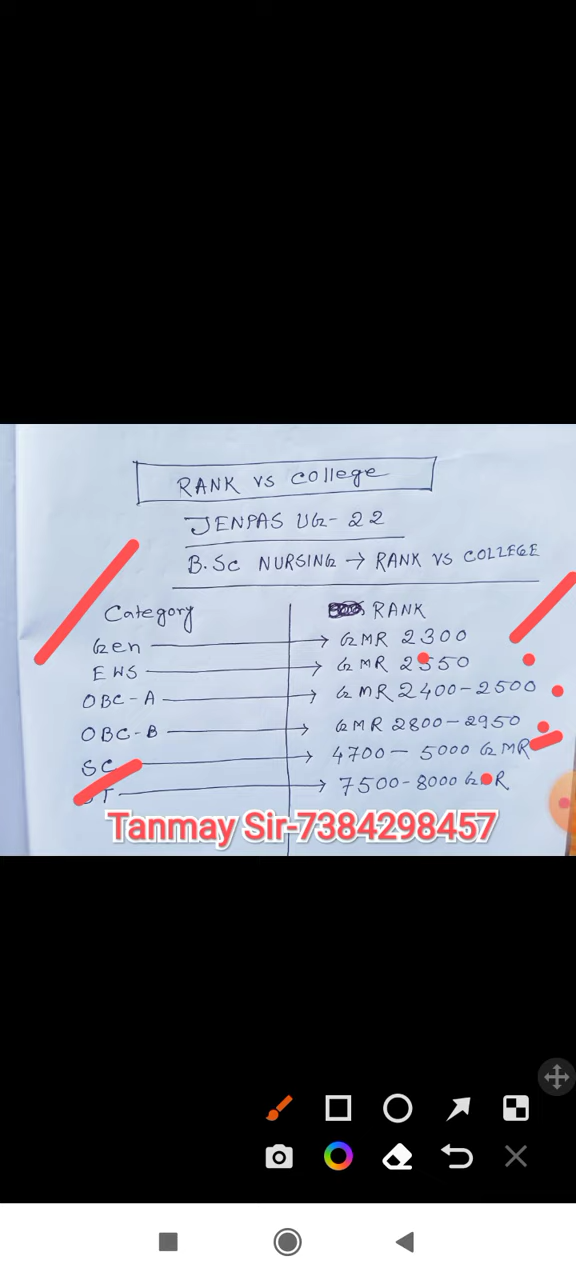 RANK VS College
JENPAS UG-22
B.Sc NURSING → RANK VS COLLEGE
Category RANK
Gen → GMR 2300
EWS → GMR 2550
OBC-A → GMR 2400-2500
OBC-B → GMR 2800-2950
SC → 4700-5000 GMR
→ 7500-8000
Tanmay Sir-7384298457